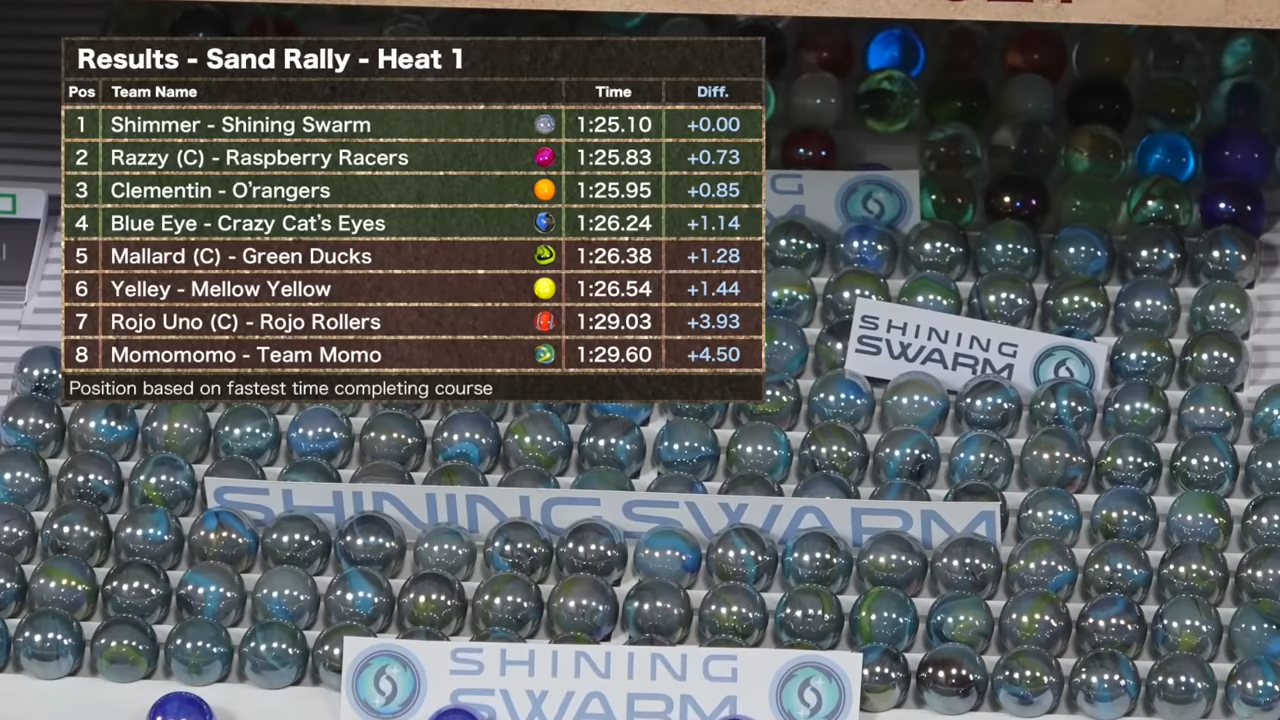 Results - Sand Rally - Heat 1
Pos Team Name Time Diff.
1 Shimmer - Shining Swarm 1:25.10 +0.00
2 Razzy (C) - Raspberry Racers 1:25.83 +0.73
3 Clementin - O'rangers 1:25.95 +0.85
4 Blue Eye - Crazy Cat's Eyes 1:26.24 +1.14
5 Mallard (C) - Green Ducks 1:26.38 +1.28
6 Yelley - Mellow Yellow 1:26.54 +1.44
7 Rojo Uno (C) - Rojo Rollers 1:29.03 +3.93
8 Momomomo - Team Momo 1:29.60 +4.50
Position based on fastest time completing course
SHINING
SWARM
SHINING SWARM
SHINING
SWARM